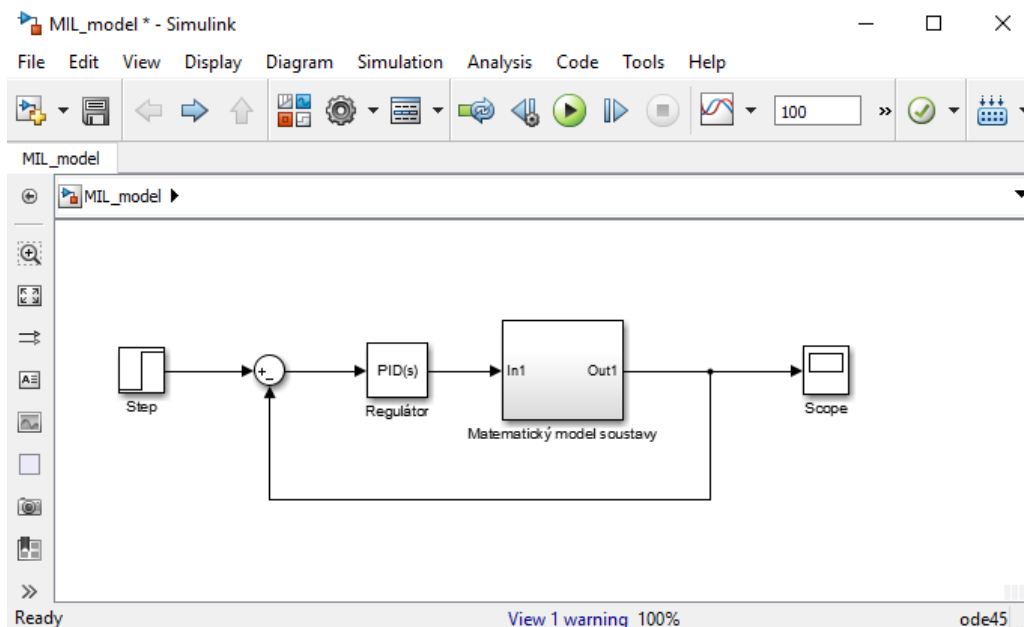 MIL_model * - Simulink
File Edit View Display Diagram Simulation Analysis Code Tools Help
100
MIL_model
MIL_model
Step
+
-
PID(s)
Regulátor
In1
Out1
Matematický model soustavy
Scope
Ready
View 1 warning 100%
ode45